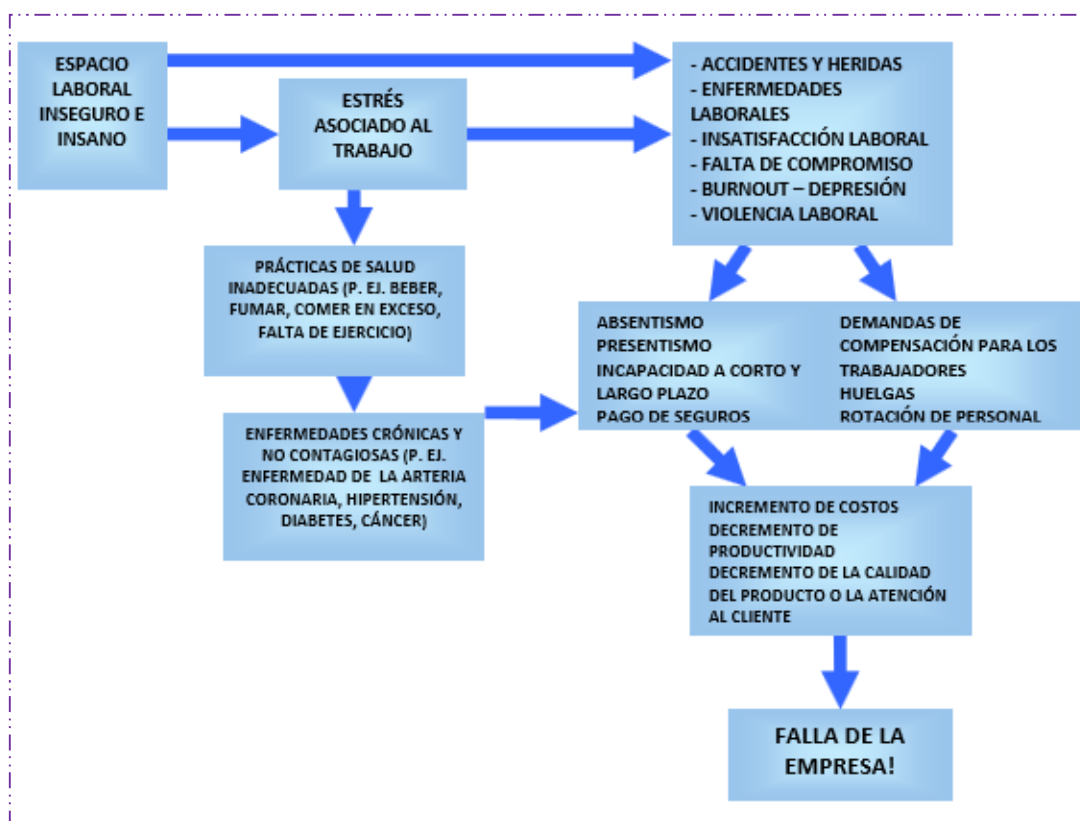 ESPACIO
LABORAL
INSEGURO E
INSANO
ESTRÉS
ASOCIADO AL
TRABAJO
- ACCIDENTES Y HERIDAS
- ENFERMEDADES
LABORALES
- INSATISFACCIÓN LABORAL
- FALTA DE COMPROMISO
- BURNOUT – DEPRESIÓN
- VIOLENCIA LABORAL
PRÁCTICAS DE SALUD
INADECUADAS (P. EJ. BEBER,
FUMAR, COMER EN EXCESO,
FALTA DE EJERCICIO)
ABSENTISMO
PRESENTISMO
INCAPACIDAD A CORTO Y
LARGO PLAZO
PAGO DE SEGUROS
DEMANDAS DE
COMPENSACIÓN PARA LOS
TRABAJADORES
HUELGAS
ROTACIÓN DE PERSONAL
ENFERMEDADES CRÓNICAS Y
NO CONTAGIOSAS (P. EJ.
ENFERMEDAD DE LA ARTERIA
CORONARIA, HIPERTENSIÓN,
DIABETES, CÁNCER)
INCREMENTO DE COSTOS
DECREMENTO DE
PRODUCTIVIDAD
DECREMENTO DE LA CALIDAD
DEL PRODUCTO O LA ATENCIÓN
AL CLIENTE
FALLA DE LA
EMPRESA!